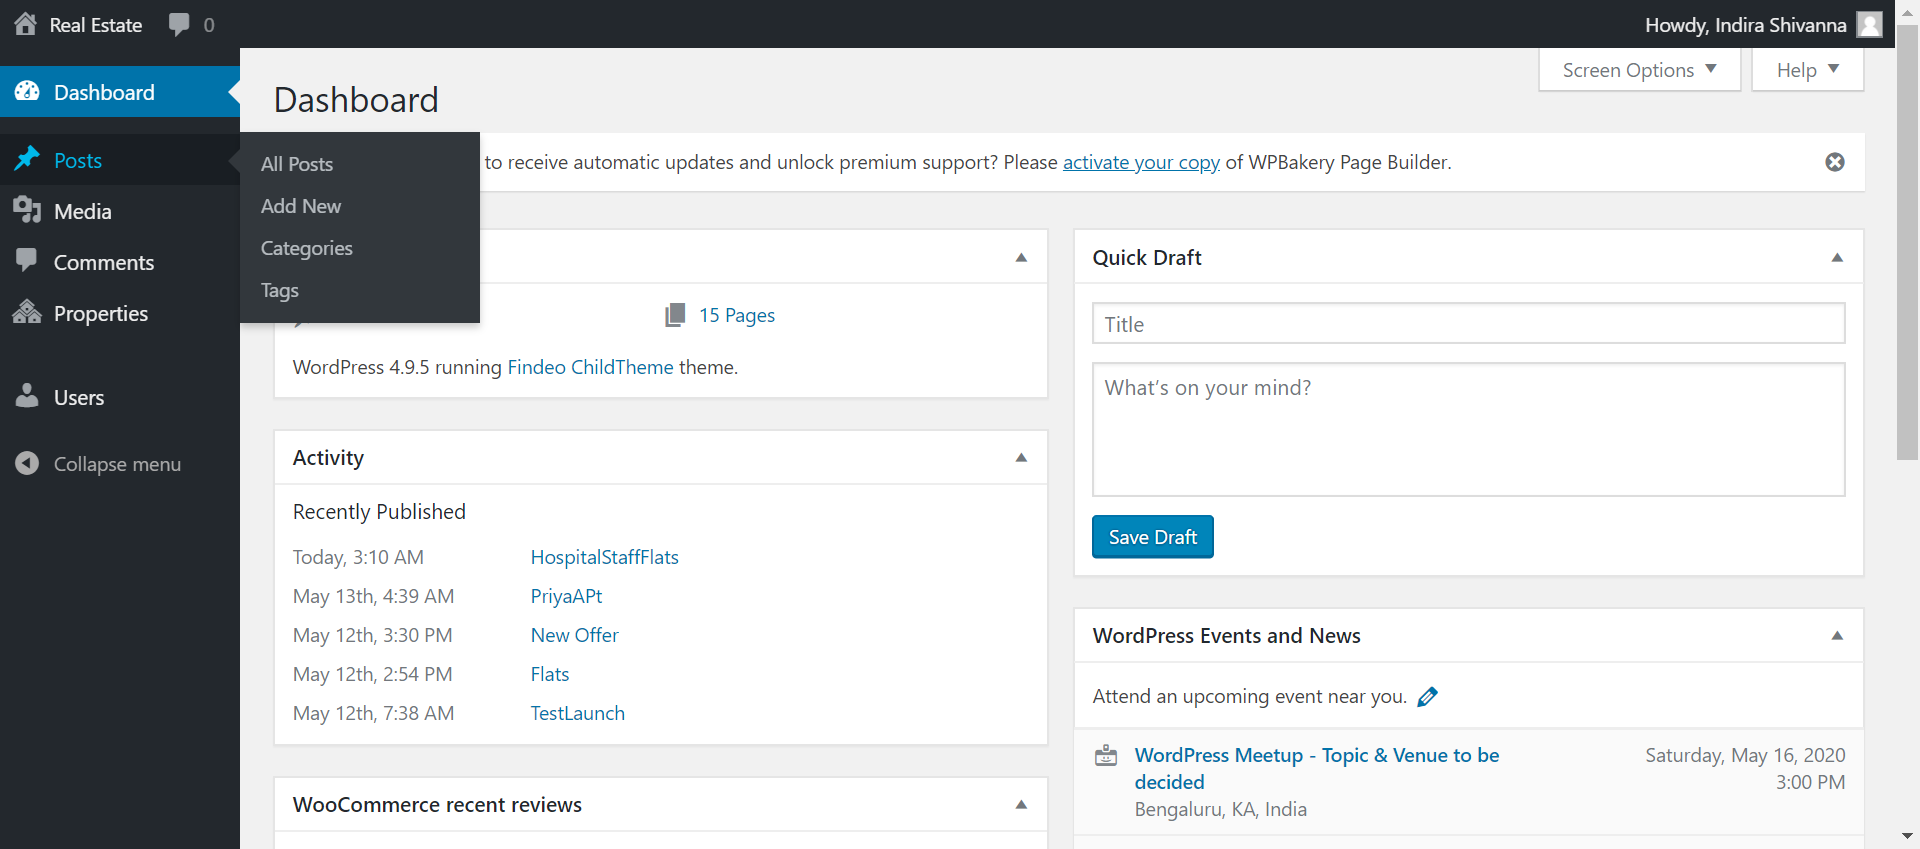 Real Estate 0 Howdy, Indira Shivanna
Screen Options Help
Dashboard
Posts
Media
Comments
Properties
Users
Collapse menu
Dashboard
All Posts
Add New
Categories
Tags
to receive automatic updates and unlock premium support? Please activate your copy of WPBakery Page Builder.
15 Pages
WordPress 4.9.5 running Findeo ChildTheme theme.
Activity
Recently Published
Today, 3:10 AM HospitalStaffFlats
May 13th, 4:39 AM PriyaAPt
May 12th, 3:30 PM New Offer
May 12th, 2:54 PM Flats
May 12th, 7:38 AM TestLaunch
WooCommerce recent reviews
Quick Draft
Title
What's on your mind?
Save Draft
WordPress Events and News
Attend an upcoming event near you.
WordPress Meetup - Topic & Venue to be
decided
Bengaluru, KA, India
Saturday, May 16, 2020
3:00 PM